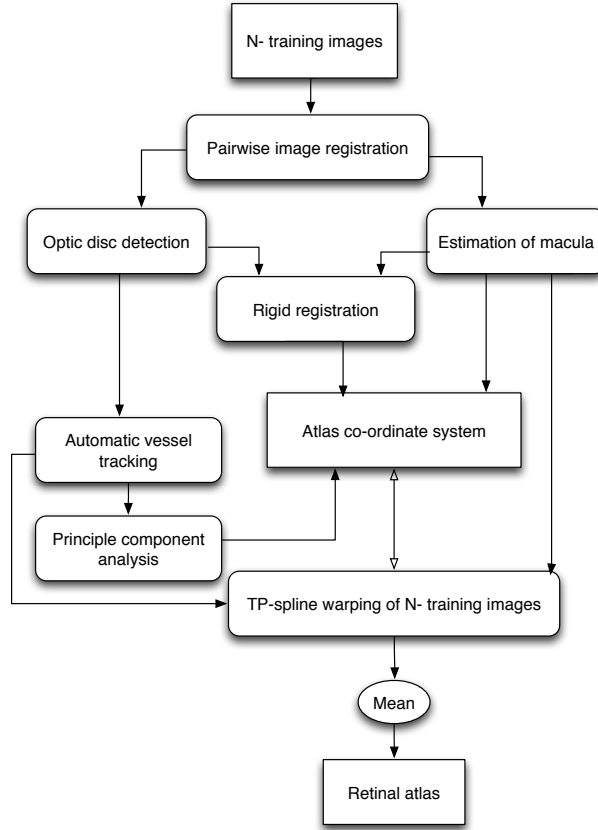 N- training images
Pairwise image registration
Optic disc detection
Estimation of macula
Rigid registration
Atlas co-ordinate system
Automatic vessel
tracking
Principle component
analysis
TP-spline warping of N- training images
Mean
Retinal atlas